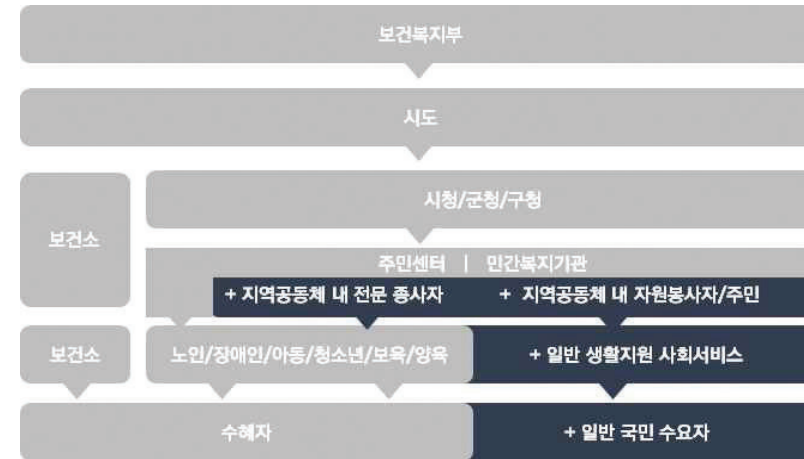 보건복지부
시도
시청/군청/구청
보건소
주민센터 | 민간복지기관
+ 지역공동체 내 전문 종사자
+ 지역공동체 내 자원봉사자/주민
보건소
노인/장애인/아동/청소년/보육/양육
+ 일반 생활지원 사회서비스
수혜자
+ 일반 국민 수요자